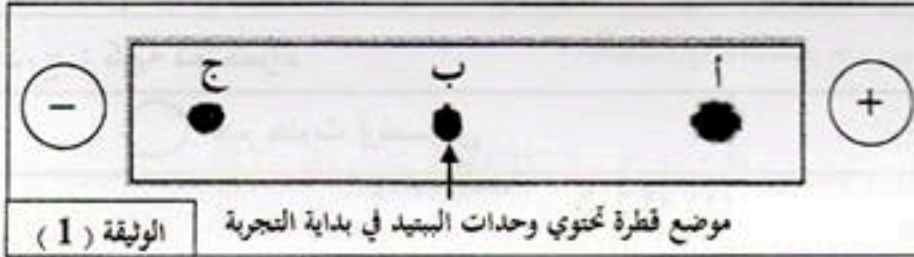 أ ب ج
+ −
موضع قطرة تحتوي وحدات الببتيد في بداية التجربة
الوثيقة (1)